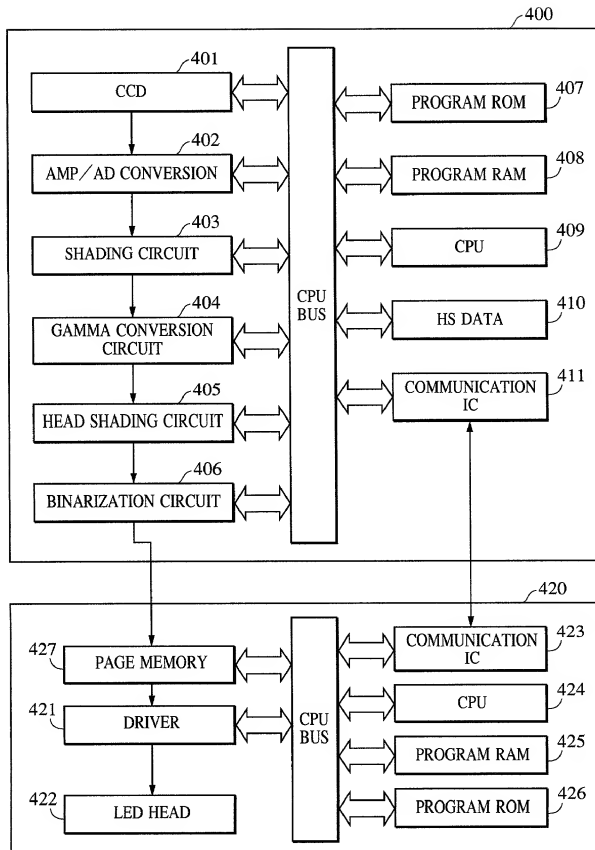 400
401
CCD
402
AMP/AD CONVERSION
403
SHADING CIRCUIT
404
GAMMA CONVERSION
CIRCUIT
405
HEAD SHADING CIRCUIT
406
BINARIZATION CIRCUIT
CPU
BUS
407
PROGRAM ROM
408
PROGRAM RAM
409
CPU
410
HS DATA
411
COMMUNICATION
IC
420
427
PAGE MEMORY
421
DRIVER
422
LED HEAD
CPU
BUS
423
COMMUNICATION
IC
424
CPU
425
PROGRAM RAM
426
PROGRAM ROM